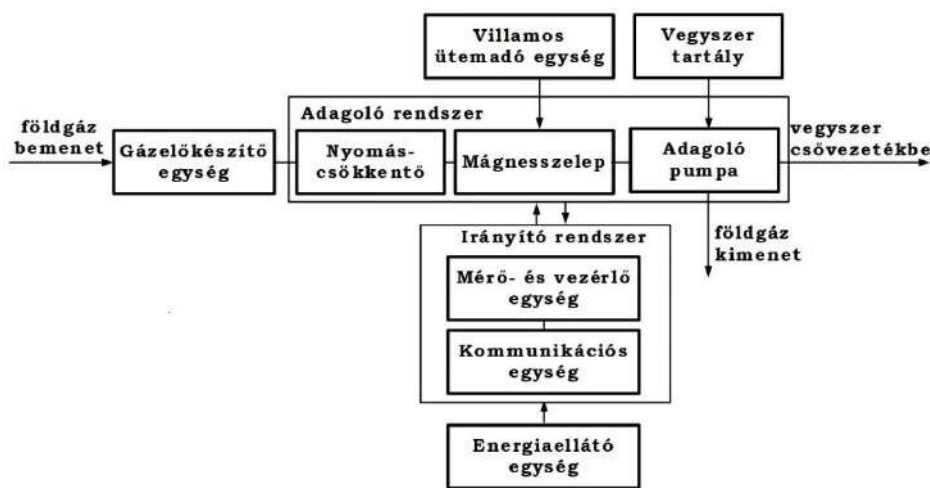 Villamos
ütemadó egység
Vegyszer
tartály
Adagoló rendszer
földgáz
bemenet
Gázelőkészítő
egység
Nyomás-
csökkentő
Mágnesszelep
Adagoló
pumpa
vegyszer
csővezetékbe
földgáz
kimenet
Irányító rendszer
Mérő- és vezérlő
egység
Kommunikációs
egység
Energiaellátó
egység